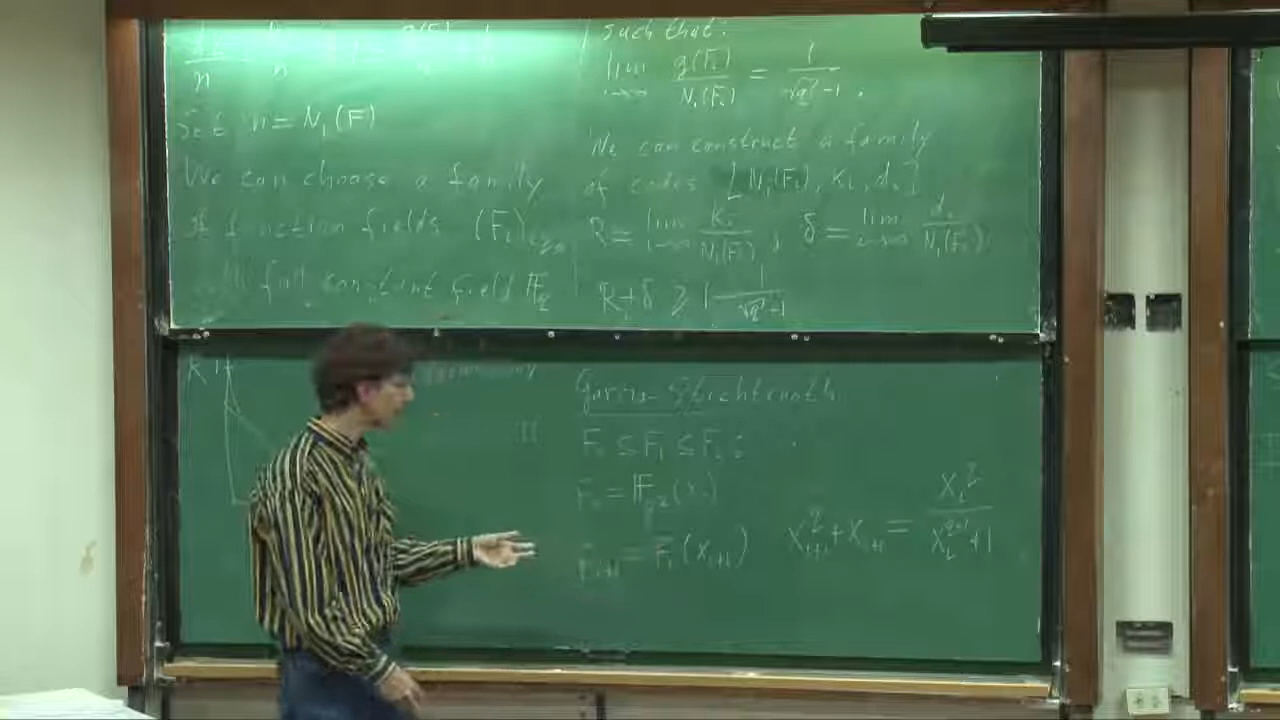 Set n = N₁(F)
We can choose a family
of function fields (Fᵢ)ᵢ≥₀
full constant field 𝔽q
such that:
lim i→∞ g(Fᵢ)/N₁(Fᵢ) = 1/(√q -1).
We can construct a family
of codes [N₁(Fᵢ), kᵢ, dᵢ]
R = lim i→∞ kᵢ/N₁(Fᵢ), δ = lim i→∞ dᵢ/N₁(Fᵢ)
R+δ ≥ 1 - 1/(√q -1)
R
Garcia-Stichtenoth
F₀ ⊆ F₁ ⊆ F₂ ⊆
F₀ = 𝔽_{q²}(x₀)
Fᵢ₊₁ = Fᵢ(xᵢ₊₁) xᵢ₊₁^q + xᵢ₊₁ = xᵢ^q/(xᵢ^{q-1}+1)